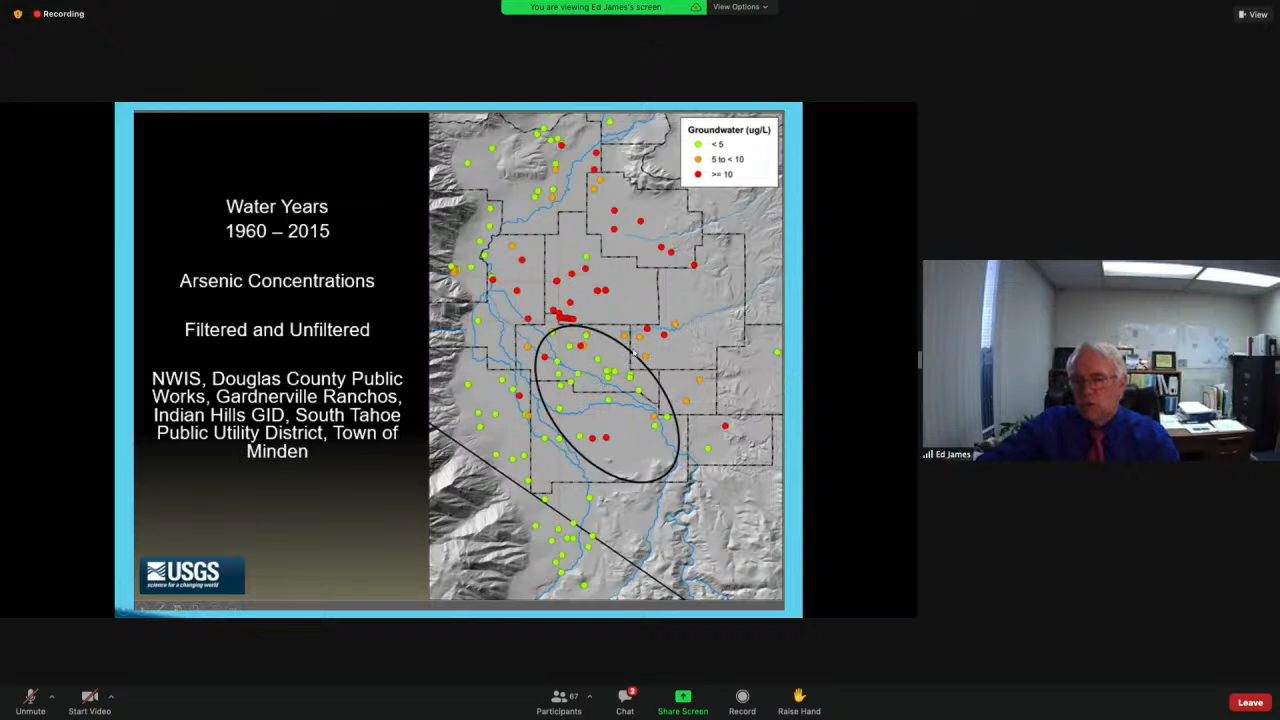 Recording
You are viewing Ed James's screen
View Options
View
Water Years
1960 – 2015
Arsenic Concentrations
Filtered and Unfiltered
NWIS, Douglas County Public
Works, Gardnerville Ranchos,
Indian Hills GID, South Tahoe
Public Utility District, Town of
Minden
USGS
science for a changing world
Groundwater (ug/L)
< 5
5 to < 10
>= 10
Ed James
Unmute
Start Video
67
Participants
2
Chat
Share Screen
Record
Raise Hand
Leave